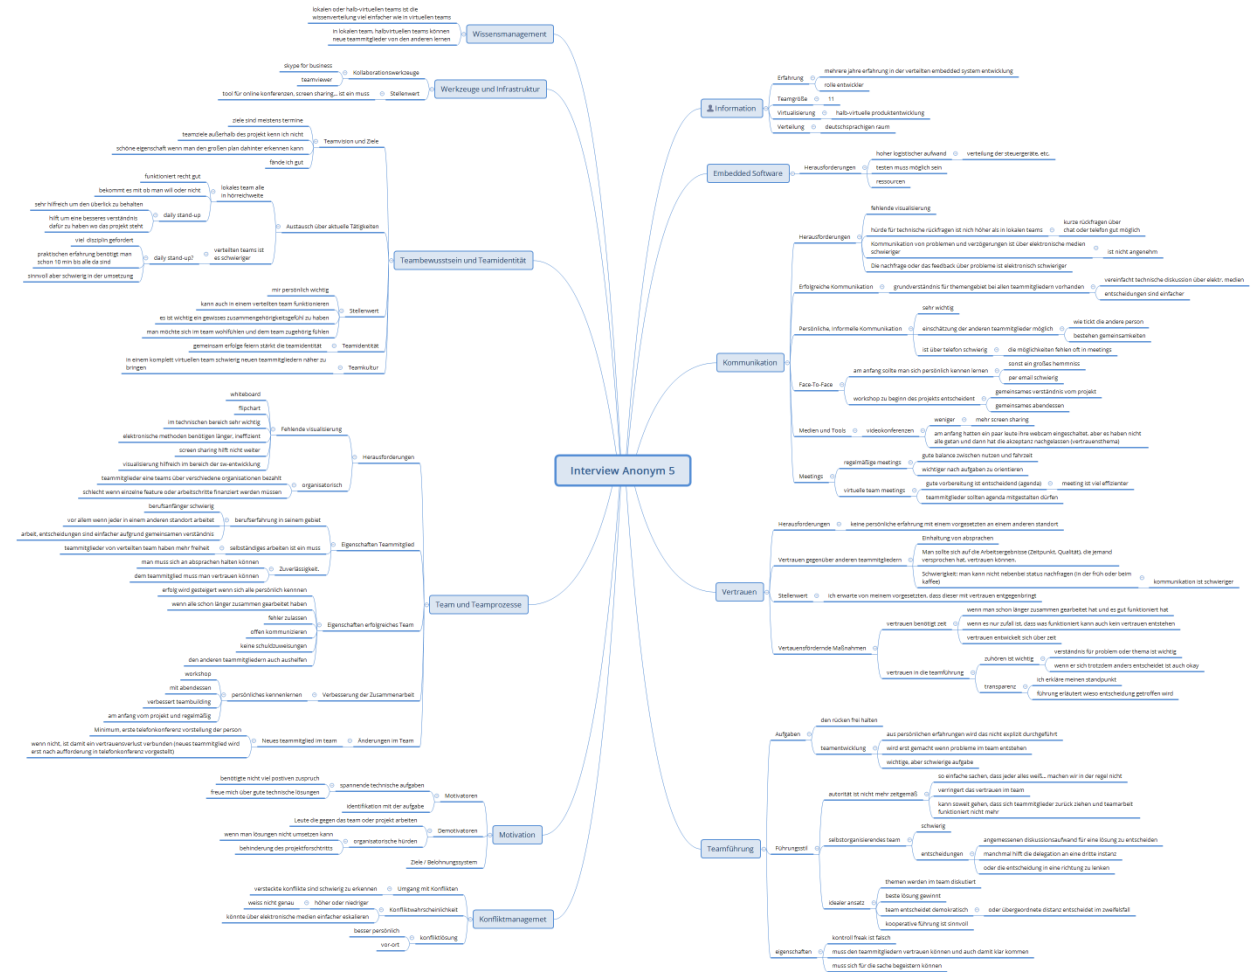 Interview Anonym 5
Wissensmanagement
lokalen oder halb-virtuellen teams ist die
wissenverteilung viel einfacher wie in virtuellen teams
in lokalen team, halbvirtuellen teams können
neue teammitglieder von den anderen lernen
Werkzeuge und Infrastruktur
Kollaborationswerkzeuge
skype for business
teamviewer
Stellenwert
tool für online konferenzen, screen sharing... ist ein muss
Teambewusstsein und Teamidentität
Teamvision und Ziele
ziele sind meistens termine
teamziele außerhalb des projekt kenn ich nicht
schöne eigenschaft wenn man den großen plan dahinter erkennen kann
fände ich gut
Austausch über aktuelle Tätigkeiten
lokales team alle
in hörreichweite
funktioniert recht gut
bekommt es mit ob man will oder nicht
daily stand-up
sehr hilfreich um den überlick zu behalten
hilft um eine besseres verständnis
dafür zu haben wo das projekt steht
verteilten teams ist
es schwieriger
daily stand-up?
viel disziplin gefordert
praktischen erfahrung benötigt man
schon 10 min bis alle da sind
sinnvoll aber schwierig in der umsetzung
Stellenwert
mir persönlich wichtig
kann auch in einem verteilten team funktionieren
es ist wichtig ein gewisses zusammengehörigkeitsgefühl zu haben
man möchte sich im team wohlfühlen und dem team zugehörig fühlen
Teamidentität
gemeinsam erfolge feiern stärkt die teamidentität
Teamkultur
in einem komplett virtuellen team schwierig neuen teammitgliedern näher zu
bringen
Team und Teamprozesse
Herausforderungen
Fehlende visualisierung
whiteboard
flipchart
im technischen bereich sehr wichtig
elektronische methoden benötigen länger, ineffizient
screen sharing hilft nicht weiter
visualisierung hilfreich im bereich der sw-entwicklung
organisatorisch
teammitglieder eine teams über verschiedene organisationen bezahlt
schlecht wenn einzelne feature oder arbeitschritte finanziert werden müssen
Eigenschaften Teammitglied
berufserfahrung in seinem gebiet
berufsanfänger schwierig
vor allem wenn jeder in einem anderen standort arbeitet
arbeit, entscheidungen sind einfacher aufgrund gemeinsamen verständnis
selbständiges arbeiten ist ein muss
teammitglieder von verteilten team haben mehr freiheit
Zuverlässigkeit.
man muss sich an absprachen halten können
dem teammitglied muss man vertrauen können
Eigenschaften erfolgreiches Team
erfolg wird gesteigert wenn sich alle persönlich kennnen
wenn alle schon länger zusammen gearbeitet haben
fehler zulassen
offen kommunizieren
keine schuldzuweisungen
den anderen teammitgliedern auch aushelfen
Verbesserung der Zusammenarbeit
persönliches kennenlernen
workshop
mit abendessen
verbessert teambuilding
am anfang vom projekt und regelmäßig
Änderungen im Team
Neues teammitglied im team
Minimum, erste telefonkonferenz vorstellung der person
wenn nicht, ist damit ein vertrauensverlust verbunden (neues teammitglied wird
erst nach aufforderung in telefonkonferenz vorgestellt)
Motivation
Motivatoren
spannende technische aufgaben
benötigte nicht viel postiven zuspruch
freue mich über gute technische lösungen
identifikation mit der aufgabe
Demotivatoren
Leute die gegen das team oder projekt arbeiten
organisatorische hürden
wenn man lösungen nicht umsetzen kann
behinderung des projektforschtritts
Ziele / Belohnungssystem
Konfliktmanagemet
Umgang mit Konflikten
versteckte konflikte sind schwierig zu erkennen
Konfliktwahrscheinlichkeit
höher oder niedriger
weiss nicht genau
könnte über elektronische medien einfacher eskalieren
konfliktlösung
besser persönlich
vor-ort
Information
Erfahrung
mehrere jahre erfahrung in der verteilten embedded system entwicklung
rolle entwickler
Teamgröße
11
Virtualisierung
halb-virtuelle produktentwicklung
Verteilung
deutschsprachigen raum
Embedded Software
Herausforderungen
hoher logistischer aufwand
verteilung der steuergeräte, etc.
testen muss möglich sein
ressourcen
Kommunikation
Herausforderungen
fehlende visualisierung
hürde für technische rückfragen ist nich höher als in lokalen teams
kurze rückfragen über
chat oder telefon gut möglich
Kommunikation von problemen und verzögerungen ist über elektronische medien
schwieriger
ist nicht angenehm
Die nachfrage oder das feedback über probleme ist elektronisch schwieriger
Erfolgreiche Kommunikation
grundverständnis für themengebiet bei allen teammitgliedern vorhanden
vereinfacht technische diskussion über elektr. medien
entscheidungen sind einfacher
Persönliche, Informelle Kommunikation
sehr wichtig
einschätzung der anderen teammitglieder möglich
wie tickt die andere person
bestehen gemeinsamkeiten
ist über telefon schwierig
die möglichkeiten fehlen oft in meetings
Face-To-Face
am anfang sollte man sich persönlich kennen lernen
sonst ein großes hemmniss
per email schwierig
workshop zu beginn des projekts entscheident
gemeinsames verständnis vom projekt
gemeinsames abendessen
Medien und Tools
videokonferenzen
weniger
mehr screen sharing
am anfang hatten ein paar leute ihre webcam eingeschaltet, aber es haben nicht
alle getan und dann hat die akzeptanz nachgelassen (vertrauensthema)
Meetings
regelmäßige meetings
gute balance zwischen nutzen und fahrzeit
wichtiger nach aufgaben zu orientieren
virtuelle team meetings
gute vorbereitung ist entscheidend (agenda)
meeting ist viel effizienter
teammitglieder sollten agenda mitgestalten dürfen
Vertrauen
Herausforderungen
keine persönliche erfahrung mit einem vorgesetzten an einem anderen standort
Vertrauen gegenüber anderen teammitgliedern
Einhaltung von absprachen
Man sollte sich auf die Arbeitsergebnisse (Zeitpunkt, Qualität), die jemand
versprochen hat, vertrauen können.
Schwierigkeit: man kann nicht nebenbei status nachfragen (in der früh oder beim
kaffee)
kommunikation ist schwieriger
Stellenwert
ich erwarte von meinem vorgesetzten, dass dieser mit vertrauen entgegenbringt
Vertauensfördernde Maßnahmen
vertrauen benötigt zeit
wenn man schon länger zusammen gearbeitet hat und es gut funktioniert hat
wenn es nur zufall ist, dass was funktioniert kann auch kein vertrauen entstehen.
vertrauen entwickelt sich über zeit
vertrauen in die teamführung
zuhören ist wichtig
verständnis für problem oder thema ist wichtig
wenn er sich trotzdem anders entscheidet ist auch okay
transparenz
ich erkläre meinen standpunkt
führung erläutert wieso entscheidung getroffen wird
Teamführung
Aufgaben
den rücken frei halten
teamentwicklung
aus persönlichen erfahrungen wird das nicht explizit durchgeführt
wird erst gemacht wenn probleme im team entstehen
wichtige, aber schwierige aufgabe
Führungsstil
autorität ist nicht mehr zeitgemäß
so einfache sachen, dass jeder alles weiß... machen wir in der regel nicht
verringert das vertrauen im team
kann soweit gehen, dass sich teammitglieder zurück ziehen und teamarbeit
funktioniert nicht mehr
selbstorganisierendes team
schwierig
entscheidungen
angemessenen diskussionsaufwand für eine lösung zu entscheiden
manchmal hilft die delegation an eine dritte instanz
oder die entscheidung in eine richtung zu lenken
idealer ansatz
themen werden im team diskutiert
beste lösung gewinnt
team entscheidet demokratisch
oder übergeordnete distanz entscheidet im zweifelsfall
kooperative führung ist sinnvoll
eigenschaften
kontroll freak ist falsch
muss den teammitgliedern vertrauen können und auch damit klar kommen
muss sich für die sache begeistern können